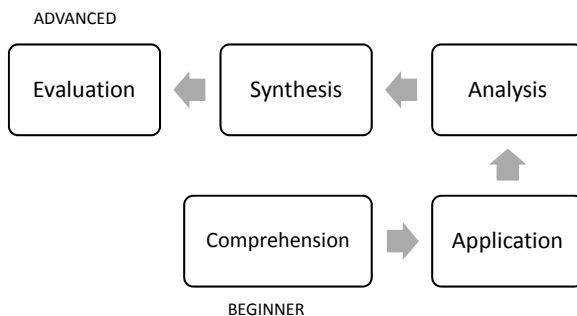 ADVANCED
Evaluation
Synthesis
Analysis
Comprehension
Application
BEGINNER